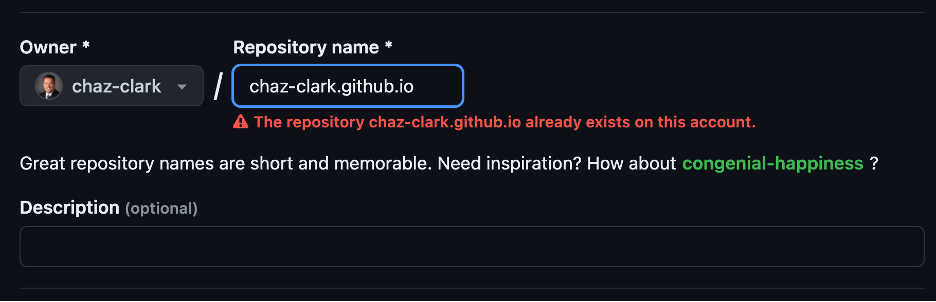 Owner * Repository name *
chaz-clark / chaz-clark.github.io
The repository chaz-clark.github.io already exists on this account.
Great repository names are short and memorable. Need inspiration? How about congenial-happiness ?
Description (optional)